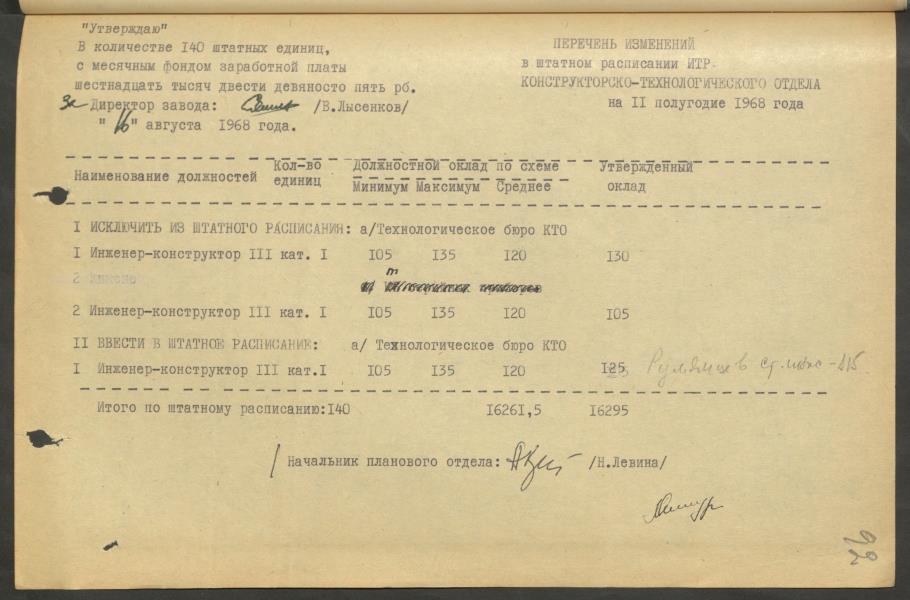 "Утверждаю"
В количестве I40 штатных единиц,
с месячным фондом заработной платы
шестнадцать тысяч двести девяносто пять рб.
За Директор завода: /В.Лысенков/
"16" августа 1968 года.
ПЕРЕЧЕНЬ ИЗМЕНЕНИЙ
в штатном расписании ИТР
КОНСТРУКТОРСКО-ТЕХНОЛОГИЧЕСКОГО ОТДЕЛА
на II полугодие 1968 года
Наименование должностей Кол-во единиц Должностной оклад по схеме Утвержденный оклад
Минимум Максимум Среднее
I ИСКЛЮЧИТЬ ИЗ ШТАТНОГО РАСПИСАНИЯ: а/Технологическое бюро КТО
I Инженер-конструктор III кат. I I05 I35 I20 I30
2 Инжене
2 Инженер-конструктор III кат. I I05 I35 I20 I05
II ВВЕСТИ В ШТАТНОЕ РАСПИСАНИЕ: а/ Технологическое бюро КТО
I Инженер-конструктор III кат.I I05 I35 I20 I25
Итого по штатному расписанию:I40 I626I,5 I6295
Начальник планового отдела: /Н.Левина/
26